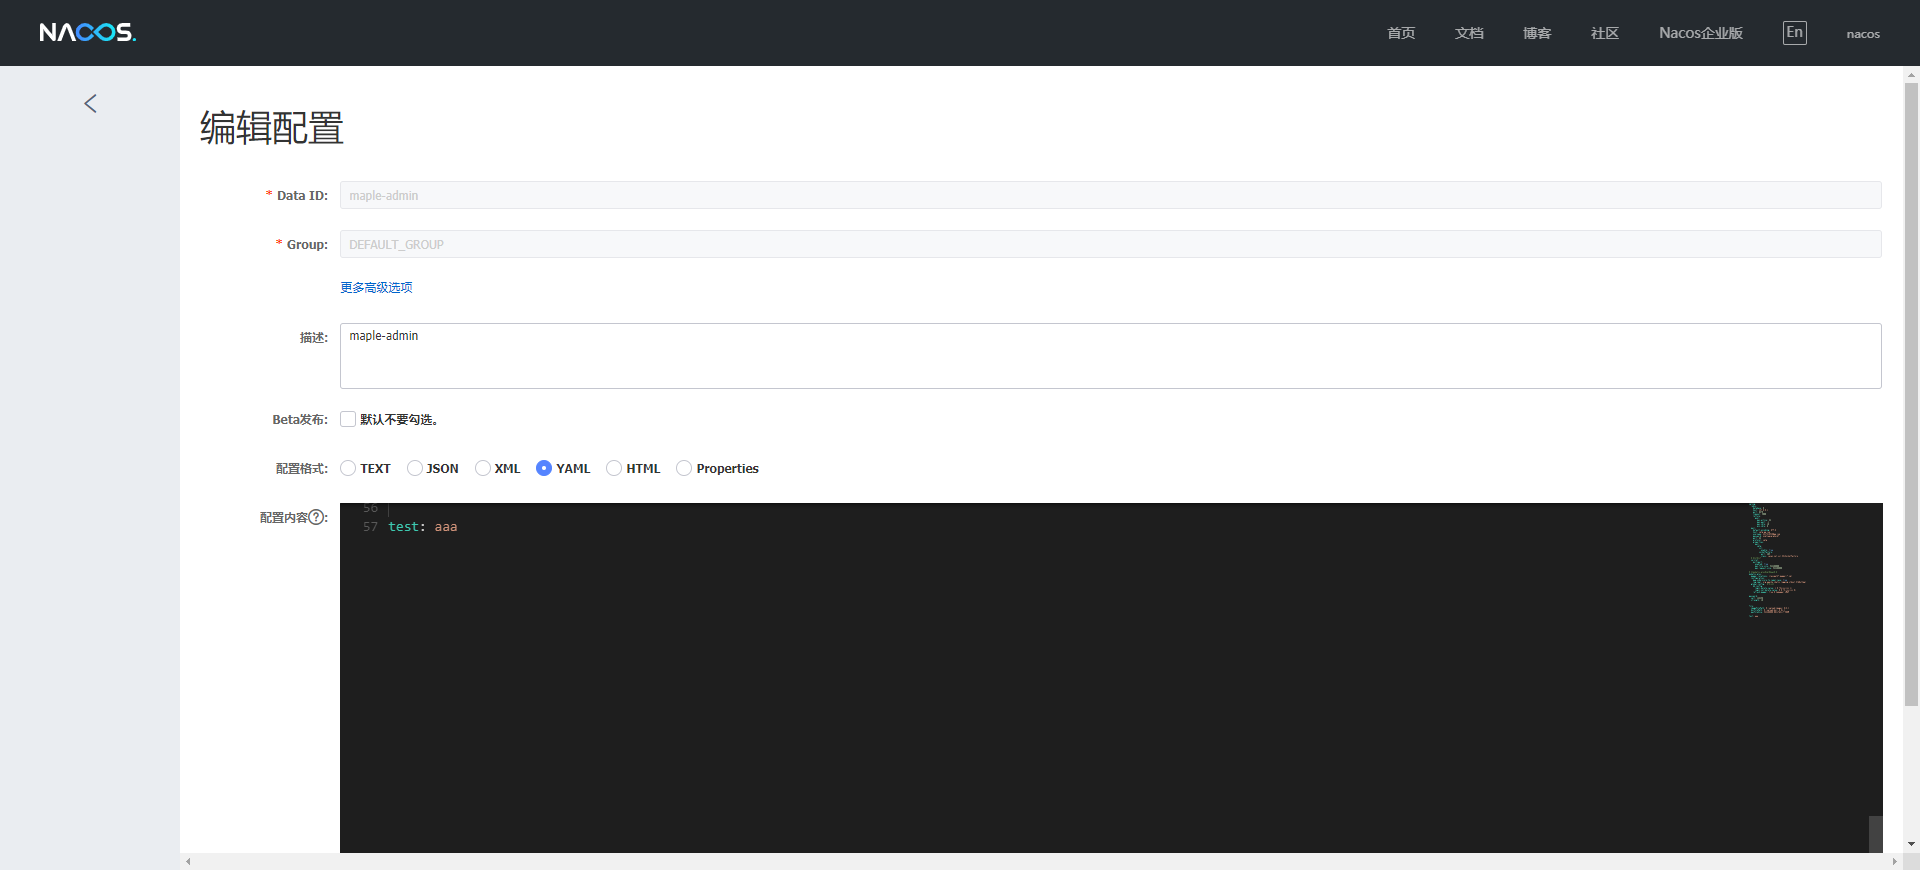 NACOS.
首页 文档 博客 社区 Nacos企业版 En nacos
编辑配置
* Data ID: maple-admin
* Group: DEFAULT_GROUP
更多高级选项
描述: maple-admin
Beta发布: 默认不要勾选。
配置格式: TEXT JSON XML YAML HTML Properties
配置内容?:
56
57 test: aaa